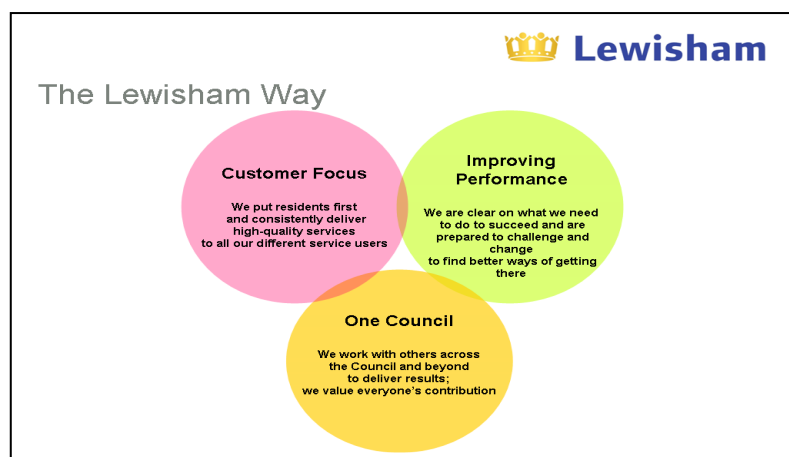 Lewisham
The Lewisham Way
Customer Focus
We put residents first
and consistently deliver
high-quality services
to all our different service users
Improving
Performance
We are clear on what we need
to do to succeed and are
prepared to challenge and
change
to find better ways of getting
there
One Council
We work with others across
the Council and beyond
to deliver results;
we value everyone’s contribution